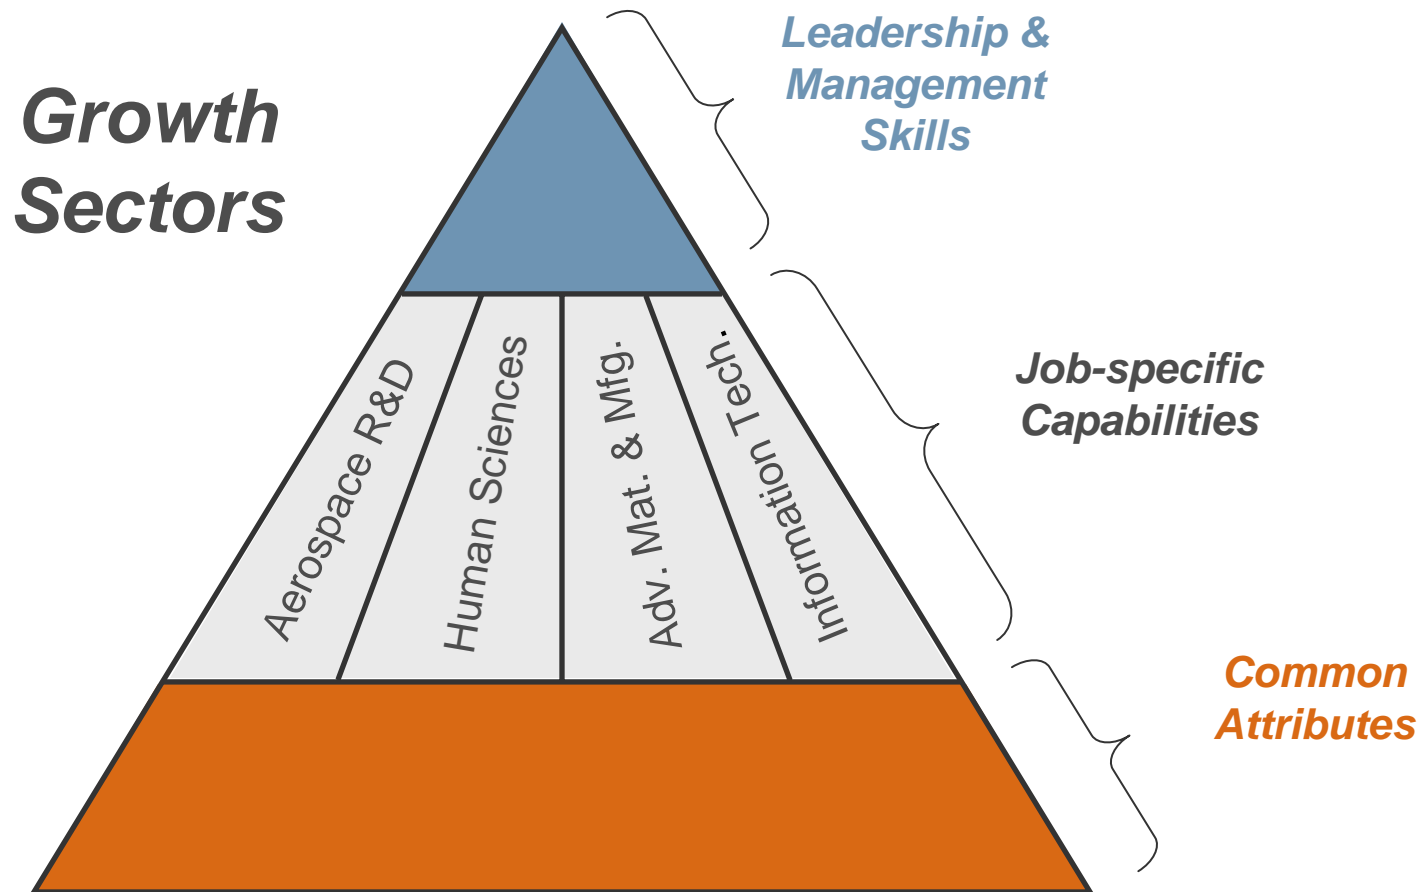 Growth
Sectors
Leadership &
Management
Skills
Aerospace R&D
Human Sciences
Adv. Mat. & Mfg.
Information Tech.
Job-specific
Capabilities
Common
Attributes